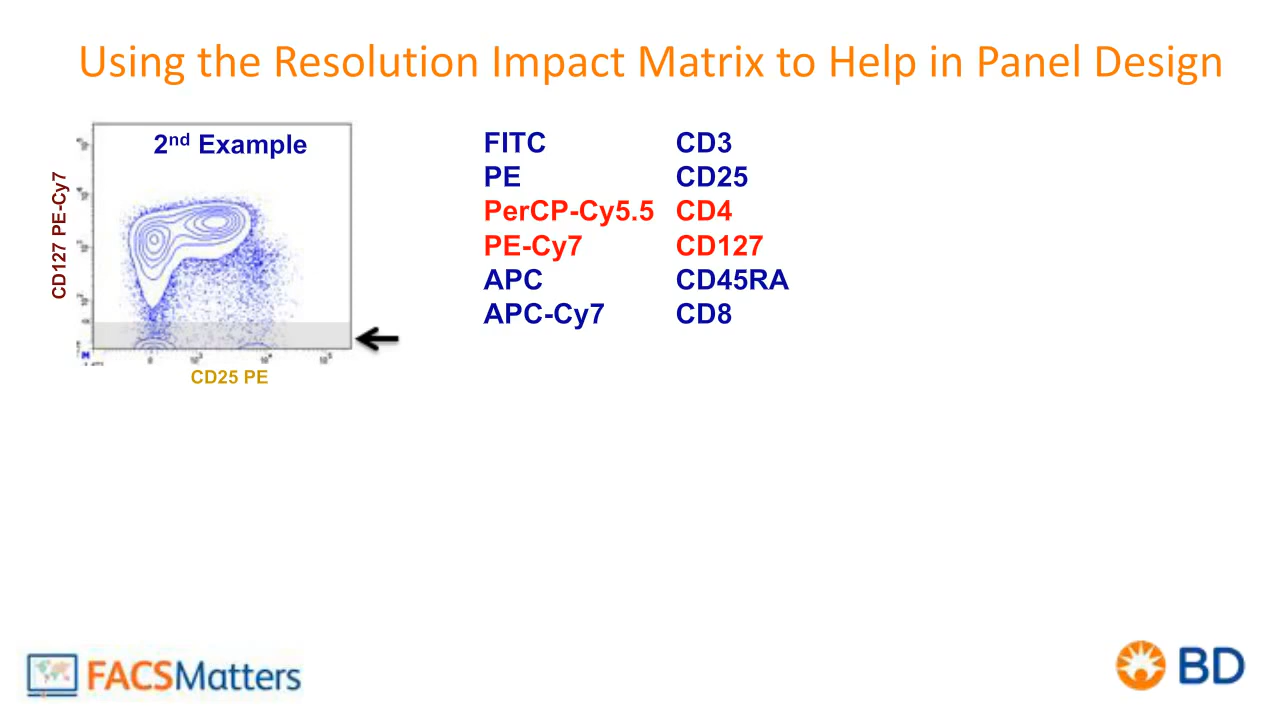 Using the Resolution Impact Matrix to Help in Panel Design
2nd Example
CD127 PE-Cy7
CD25 PE
FITC CD3
PE CD25
PerCP-Cy5.5 CD4
PE-Cy7 CD127
APC CD45RA
APC-Cy7 CD8
FACSMatters
BD